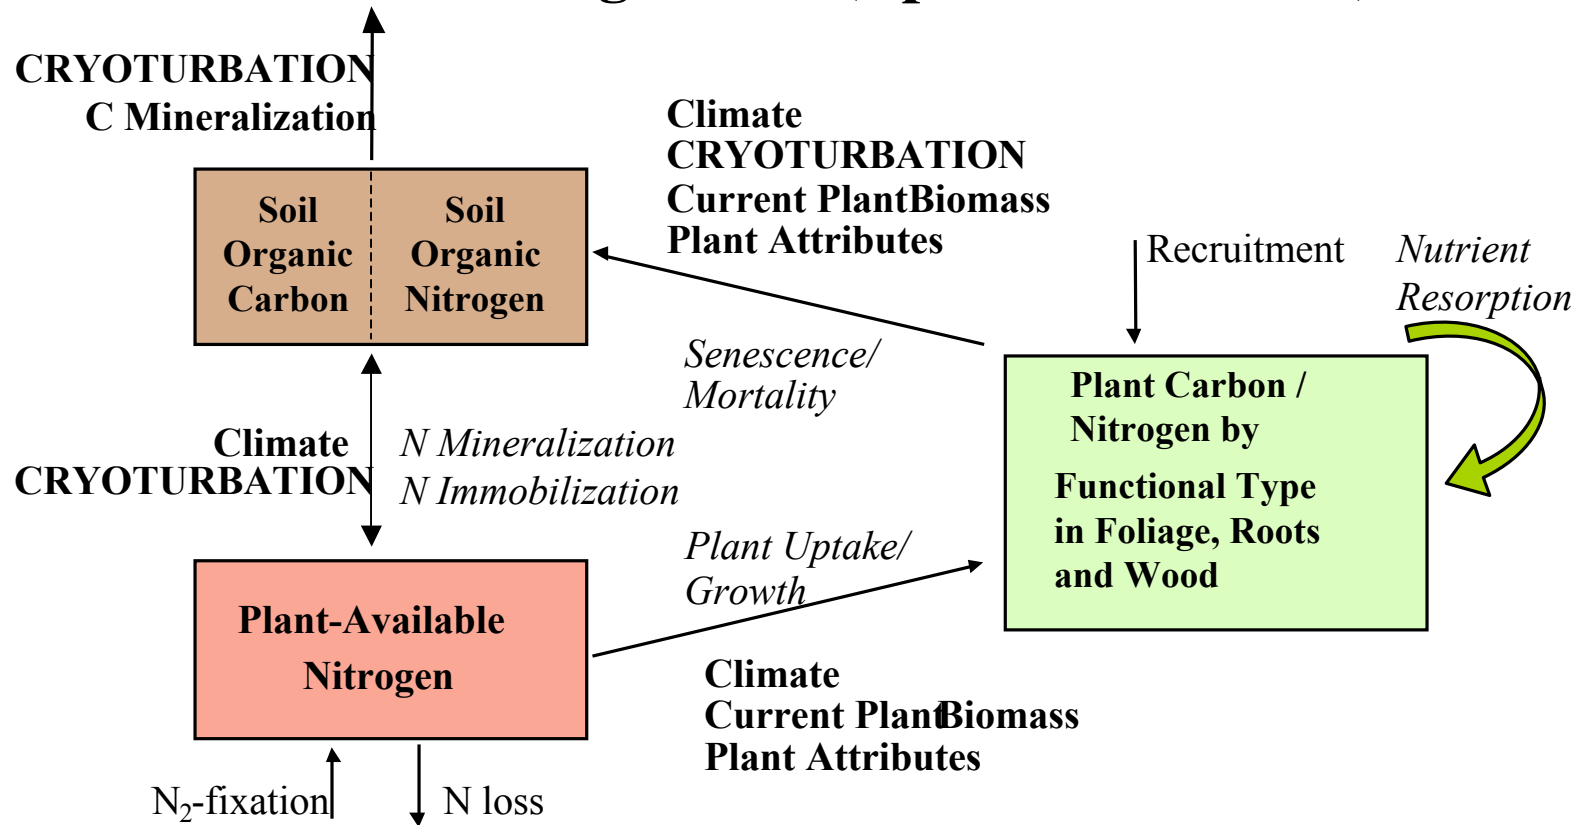 CRYOTURBATION
C Mineralization
Climate
CRYOTURBATION
Current PlantBiomass
Plant Attributes
Soil
Organic
Carbon
Soil
Organic
Nitrogen
Recruitment
Nutrient
Resorption
Senescence/
Mortality
Plant Carbon /
Nitrogen by
Functional Type
in Foliage, Roots
and Wood
Climate
CRYOTURBATION
N Mineralization
N Immobilization
Plant Uptake/
Growth
Plant-Available
Nitrogen
Climate
Current PlantBiomass
Plant Attributes
N₂-fixation
N loss